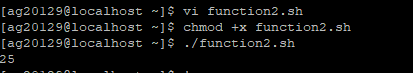 [ag20129@localhost ~]$ vi function2.sh
[ag20129@localhost ~]$ chmod +x function2.sh
[ag20129@localhost ~]$ ./function2.sh
25